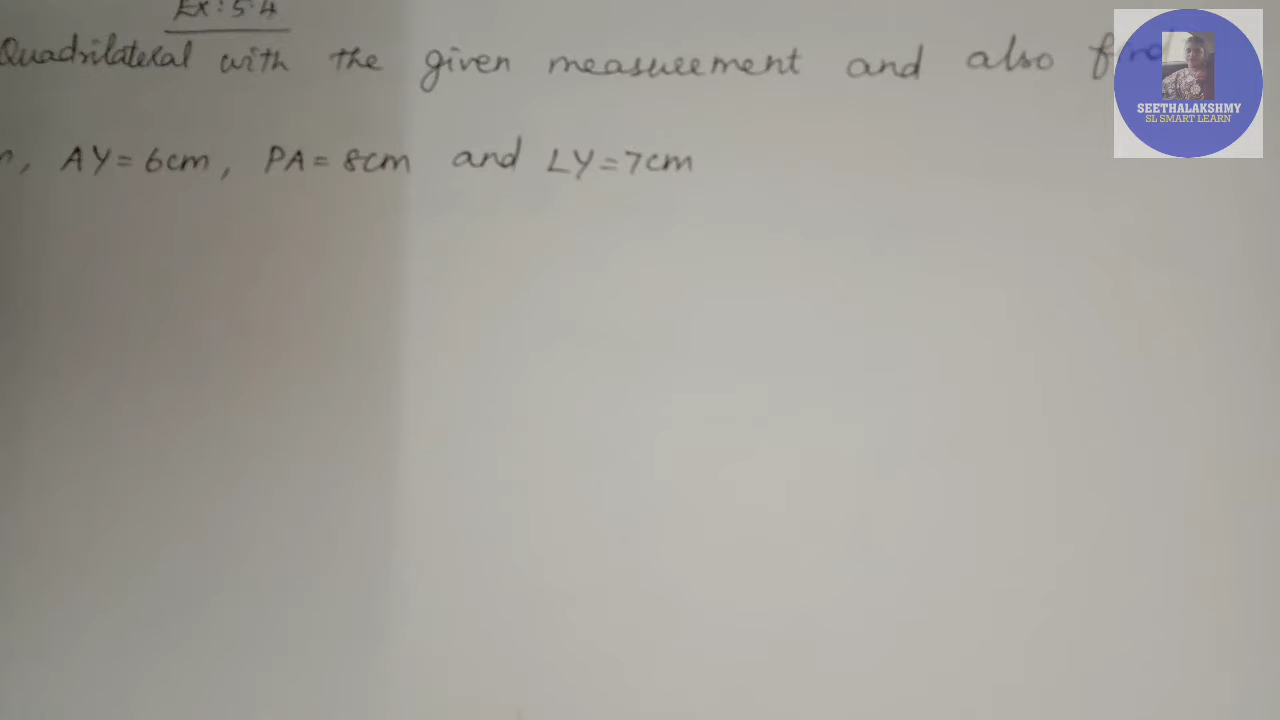 Ex: 5.4
Quadrilateral with the given measurement and also find
, AY = 6cm, PA = 8cm and LY = 7cm
SEETHALAKSHMY
SL SMART LEARN